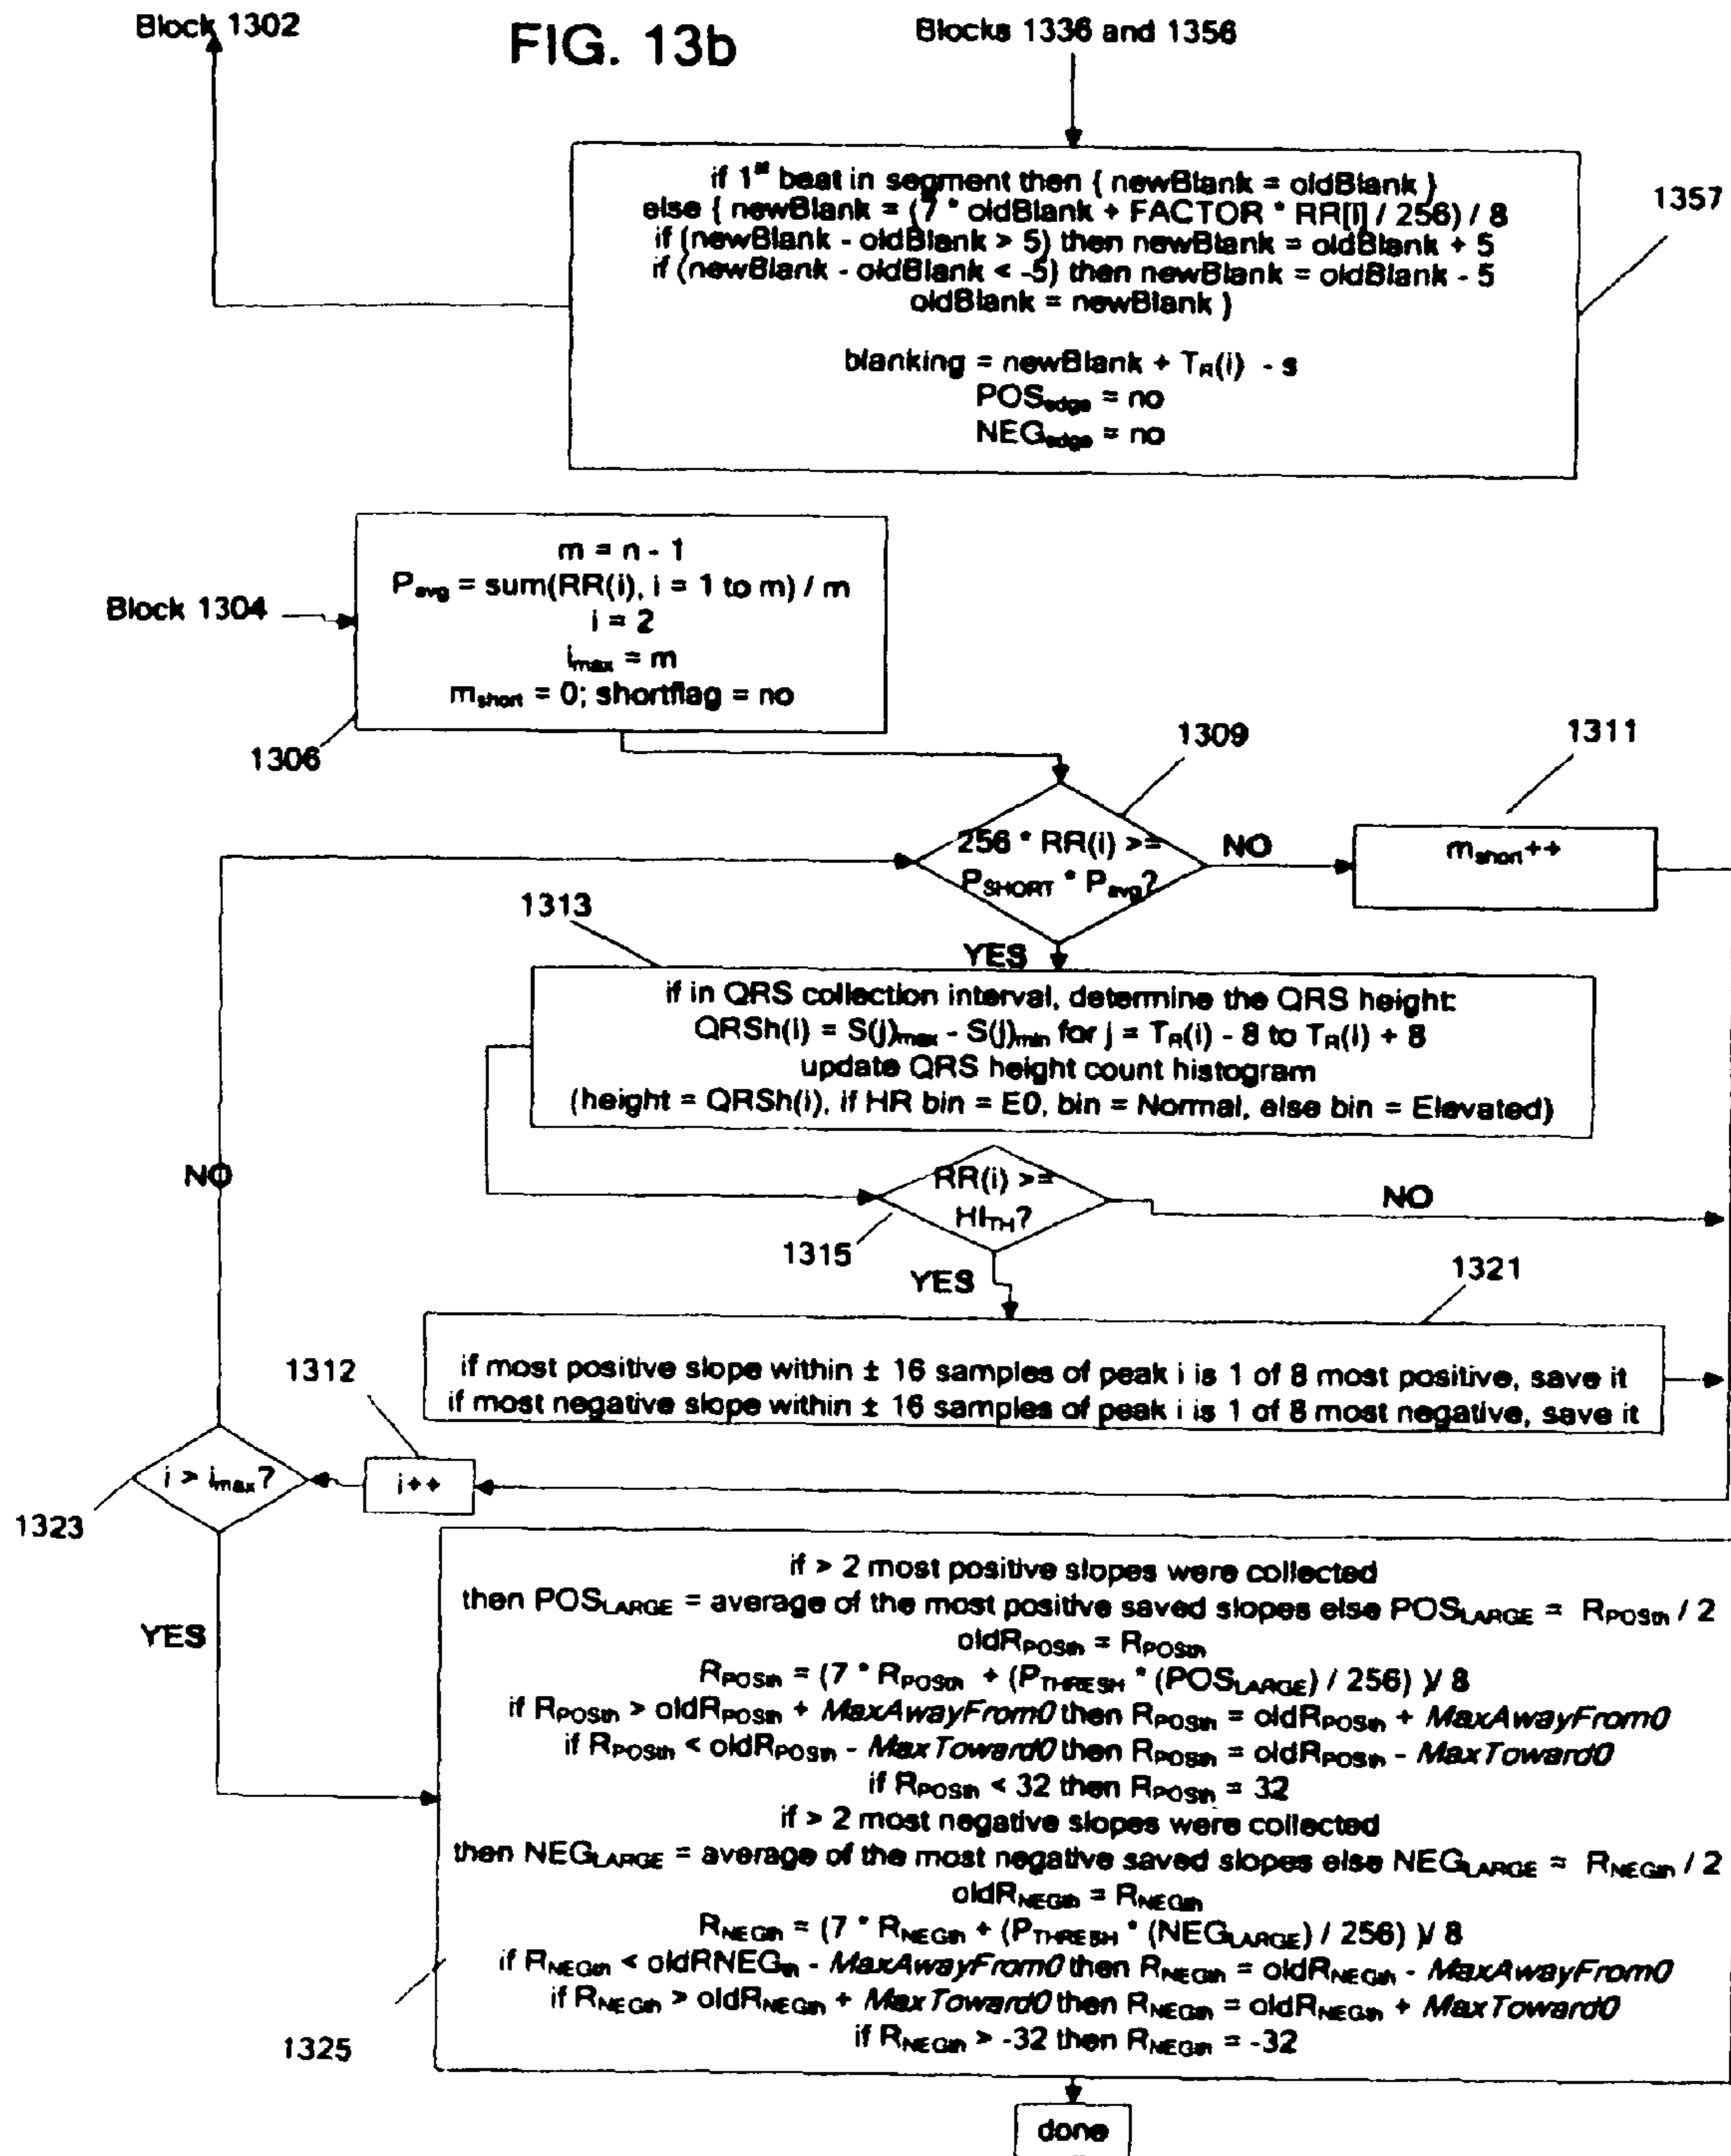 Block 1302
FIG. 13b
Blocks 1336 and 1356
if 1st beat in segment then { newBlank = oldBlank }
else { newBlank = (7 * oldBlank + FACTOR * RR[i] / 256) / 8
if (newBlank - oldBlank > 5) then newBlank = oldBlank + 5
if (newBlank - oldBlank < -5) then newBlank = oldBlank - 5
oldBlank = newBlank }
1357
blanking = newBlank + TR(i) - s
POSedge = no
NEGedge = no
m = n - 1
Pavg = sum(RR(i), i = 1 to m) / m
i = 2
imax = m
mshort = 0; shortflag = no
Block 1304
1306
1309
1311
256 * RR(i) >=
PSHORT * Pavg?
NO
mshort++
1313
YES
if in QRS collection interval, determine the QRS height:
QRSh(i) = S(j)max - S(j)min for j = TR(i) - 8 to TR(i) + 8
update QRS height count histogram
(height = QRSh(i), if HR bin = E0, bin = Normal, else bin = Elevated)
NO
RR(i) >=
HITH?
NO
1315
YES
1321
if most positive slope within ± 16 samples of peak i is 1 of 8 most positive, save it
if most negative slope within ± 16 samples of peak i is 1 of 8 most negative, save it
1312
i > imax?
i++
1323
YES
if > 2 most positive slopes were collected
then POSLARGE = average of the most positive saved slopes else POSLARGE = RPOSth / 2
oldRPOSth = RPOSth
RPOSth = (7 * RPOSth + (PTHRESH * (POSLARGE) / 256) )/ 8
if RPOSth > oldRPOSth + MaxAwayFrom0 then RPOSth = oldRPOSth + MaxAwayFrom0
if RPOSth < oldRPOSth - MaxToward0 then RPOSth = oldRPOSth - MaxToward0
if RPOSth < 32 then RPOSth = 32
if > 2 most negative slopes were collected
then NEGLARGE = average of the most negative saved slopes else NEGLARGE = RNEGth / 2
oldRNEGth = RNEGth
RNEGth = (7 * RNEGth + (PTHRESH * (NEGLARGE) / 256) )/ 8
if RNEGth < oldRNEGth - MaxAwayFrom0 then RNEGth = oldRNEGth - MaxAwayFrom0
if RNEGth > oldRNEGth + MaxToward0 then RNEGth = oldRNEGth + MaxToward0
if RNEGth > -32 then RNEGth = -32
1325
done